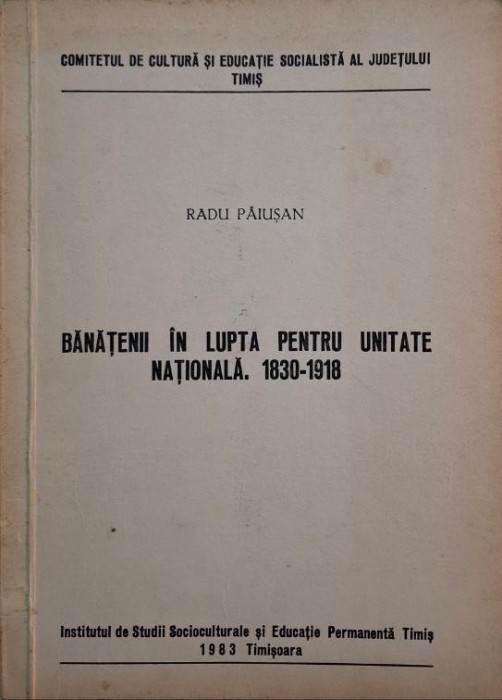 COMITETUL DE CULTURĂ ȘI EDUCAȚIE SOCIALISTĂ AL JUDEȚULUI
TIMIȘ
RADU PĂIUȘAN
BĂNĂȚENII ÎN LUPTA PENTRU UNITATE
NAȚIONALĂ. 1830-1918
Institutul de Studii Socioculturale și Educație Permanentă Timiș
1983 Timișoara